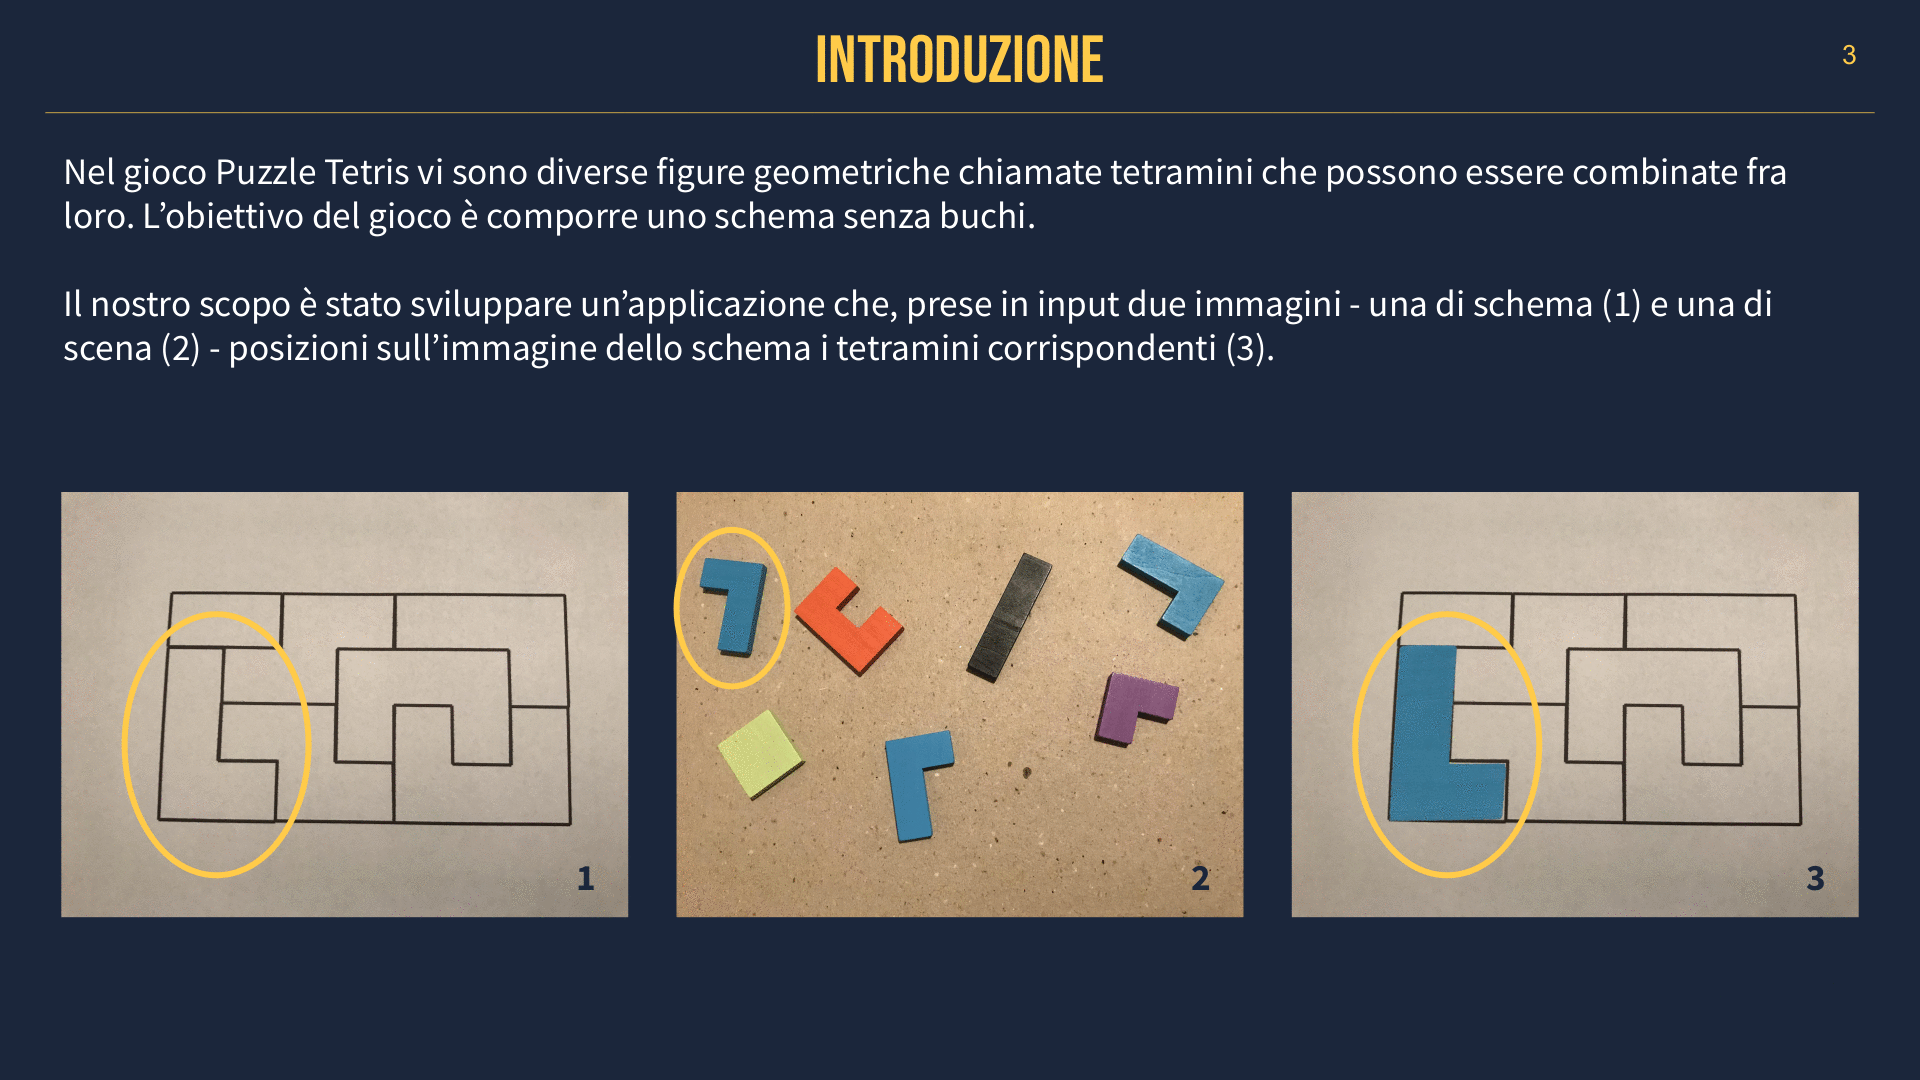 INTRODUZIONE
3
Nel gioco Puzzle Tetris vi sono diverse figure geometriche chiamate tetramini che possono essere combinate fra
loro. L’obiettivo del gioco è comporre uno schema senza buchi.
Il nostro scopo è stato sviluppare un’applicazione che, prese in input due immagini - una di schema (1) e una di
scena (2) - posizioni sull’immagine dello schema i tetramini corrispondenti (3).
1
2
3